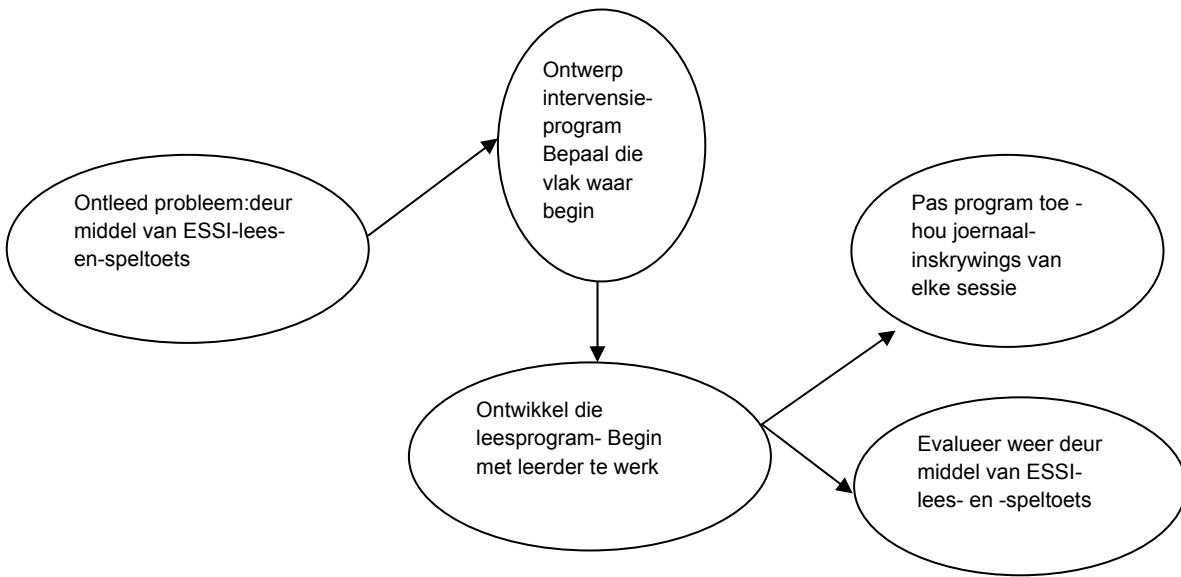 Ontwerp
intervensie-
program
Bepaal die
vlak waar
begin
Ontleed probleem:deur
middel van ESSI-lees-
en-speltoets
Pas program toe -
hou joernaal-
inskrywings van
elke sessie
Ontwikkel die
leesprogram- Begin
met leerder te werk
Evalueer weer deur
middel van ESSI-
lees- en -speltoets